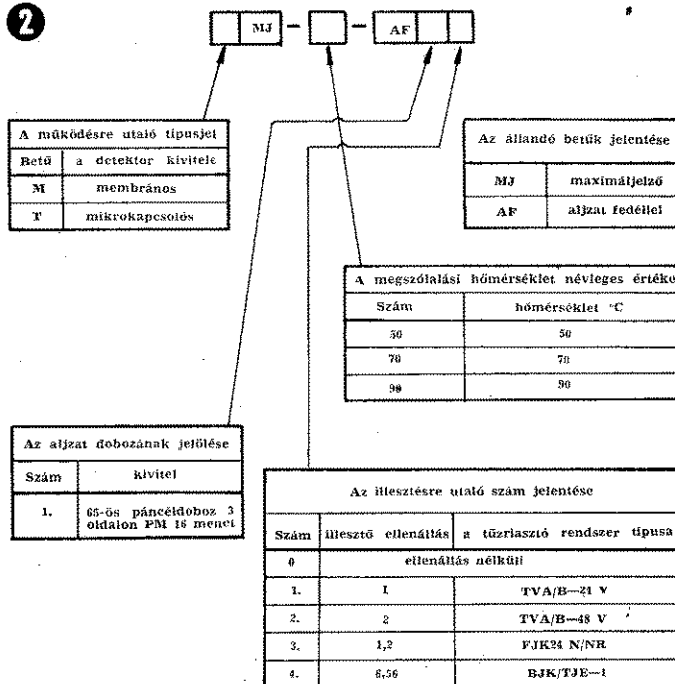 2
MJ – – AF
A működésre utaló típusjel
Betű a detektor kivitele
M membrános
T mikrokapcsolós
Az állandó betűk jelentése
MJ maximáljelző
AF aljzat fedéllel
A megszólalási hőmérséklet névleges értéke
Szám hőmérséklet °C
50 50
70 70
90 90
Az aljzat dobozának jelölése
Szám kivitel
1. 65-ös páncéldoboz 3
oldalon PM 16 menet
Az illesztésre utaló szám jelentése
Szám illesztő ellenállás a tűzriasztó rendszer típusa
0 ellenállás nélküli
1. 1 TVA/B—24 V
2. 2 TVA/B—48 V
3. 1,2 FJK24 N/NR
4. BJK/TJE—1